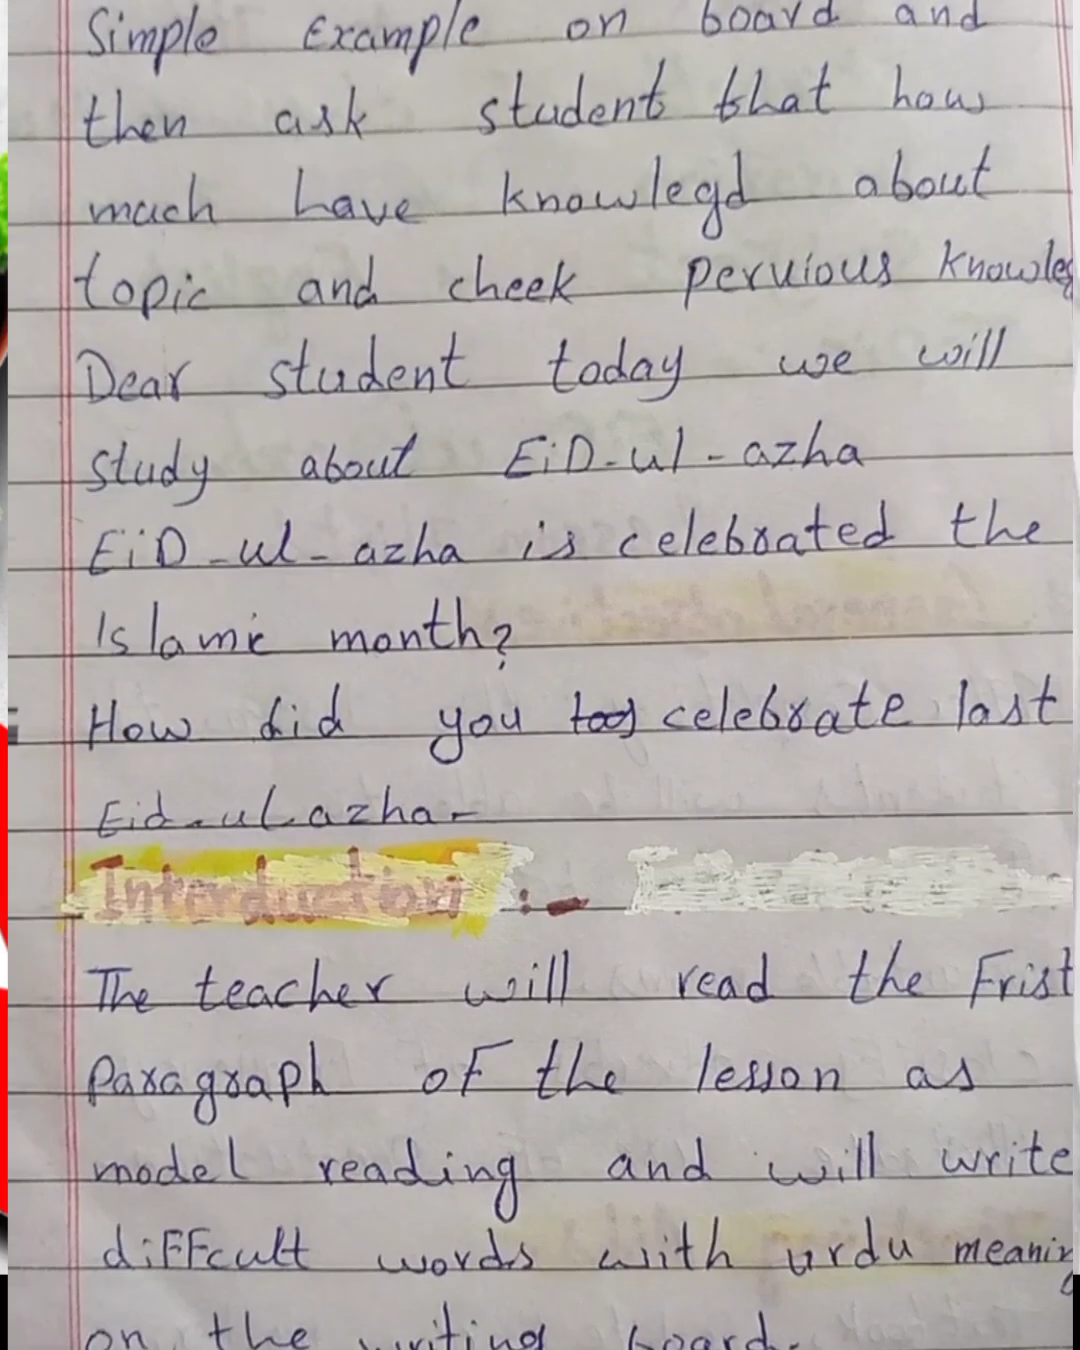 Simple Example on board and
then ask student that how
much have knowlegd about
topic and cheek pervious knowleg
Dear student today we will
study about EiD-ul-azha
EiD-ul-azha is celebrated the
Islamic month?
How did you celebrate last
Eid-ul-azha-
Interduction :-
The teacher will read the Frist
Paragraph of the lesson as
model reading and will write
diffcult words with urdu meanin
on the writing board.